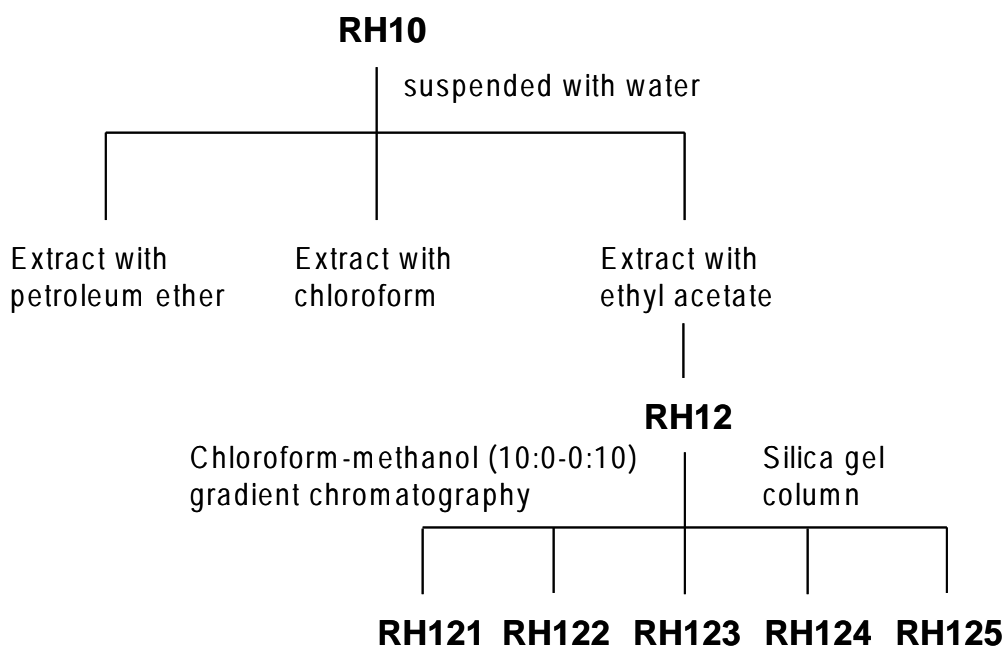 RH10
suspended with water
Extract with
petroleum ether
Extract with
chloroform
Extract with
ethyl acetate
RH12
Chloroform-methanol (10:0-0:10)
gradient chromatography
Silica gel
column
RH121 RH122 RH123 RH124 RH125